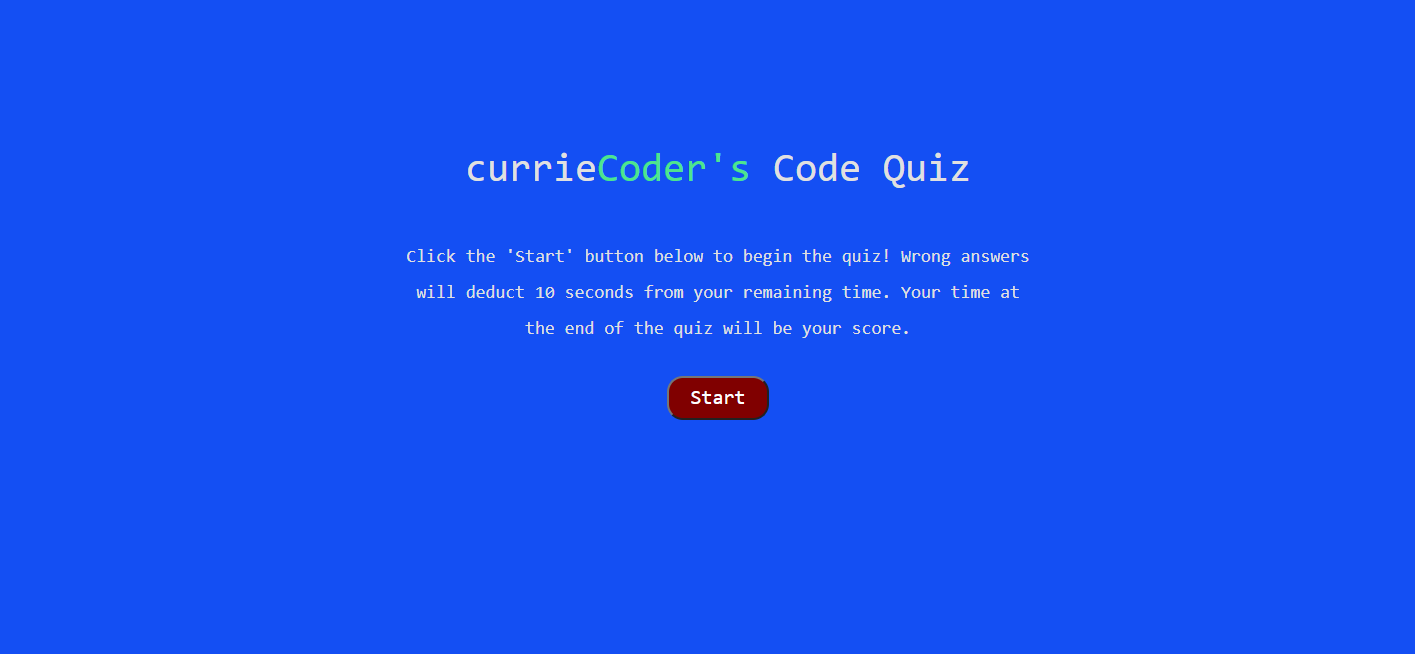 currieCoder's Code Quiz
Click the 'Start' button below to begin the quiz! Wrong answers
will deduct 10 seconds from your remaining time. Your time at
the end of the quiz will be your score.
Start